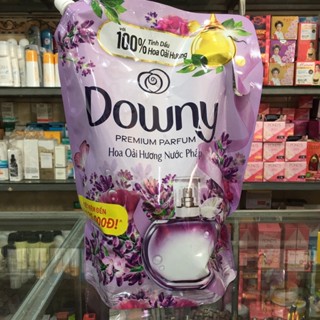 100% Tinh Dầu
Hoa Oải Hương
Downy
PREMIUM PARFUM
Hoa Oải Hương Nước Pháp